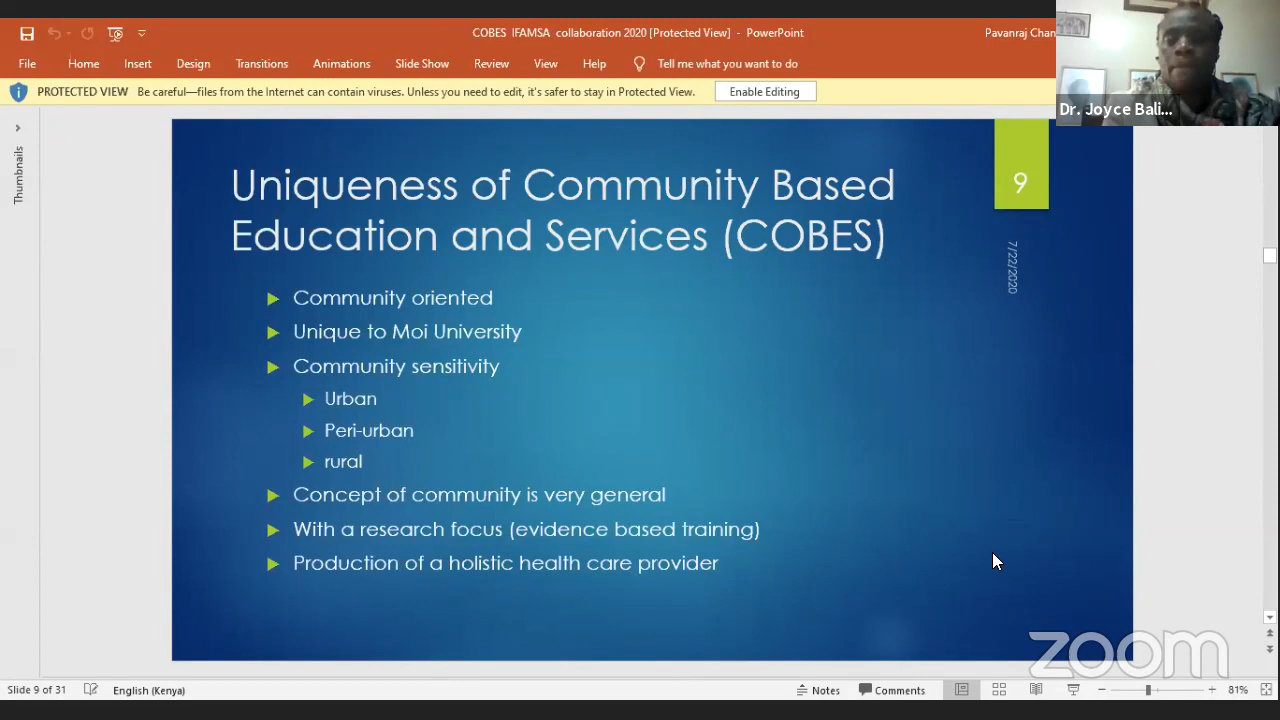 COBES IFAMSA collaboration 2020 [Protected View] - PowerPoint
Pavanraj Chan
File Home Insert Design Transitions Animations Slide Show Review View Help Tell me what you want to do
PROTECTED VIEW Be careful—files from the Internet can contain viruses. Unless you need to edit, it's safer to stay in Protected View. Enable Editing
Dr. Joyce Bali...
Thumbnails
Uniqueness of Community Based
Education and Services (COBES)
9
7/22/2020
Community oriented
Unique to Moi University
Community sensitivity
Urban
Peri-urban
rural
Concept of community is very general
With a research focus (evidence based training)
Production of a holistic health care provider
zoom
Slide 9 of 31 English (Kenya) Notes Comments 81%